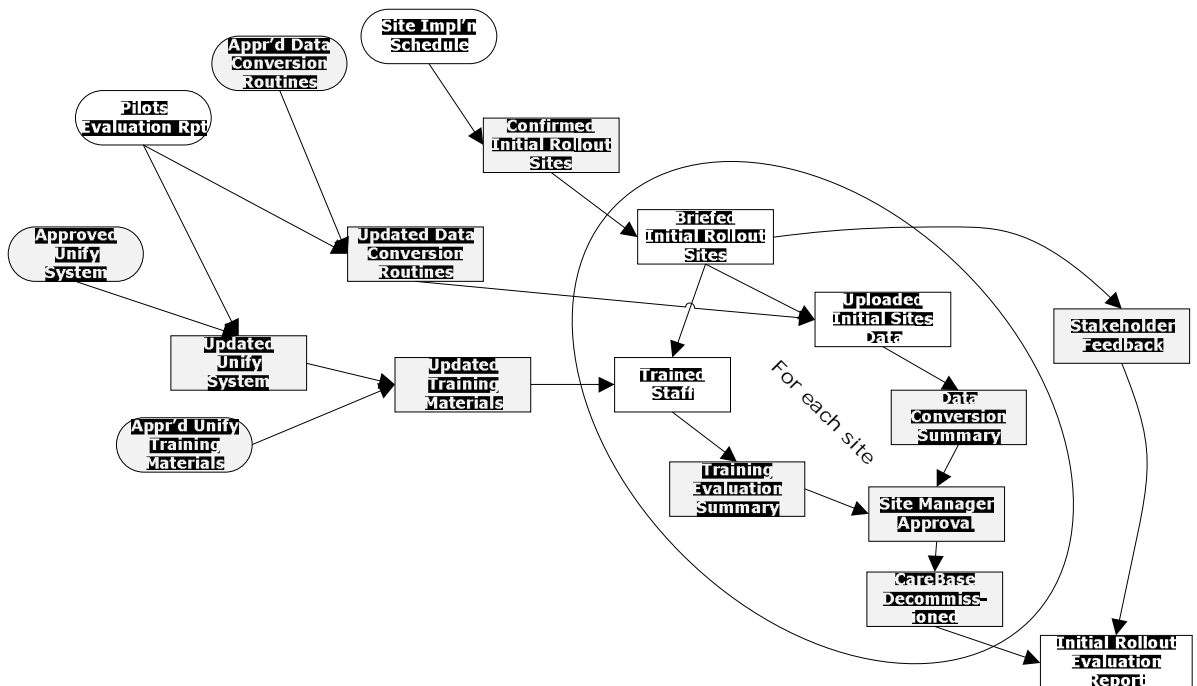 Site Impl'n
Schedule
Appr'd Data
Conversion
Routines
Pilots
Evaluation Rpt
Confirmed
Initial Rollout
Sites
Approved
Unify
System
Updated Data
Conversion
Routines
Briefed
Initial Rollout
Sites
Uploaded
Initial Sites
Data
Stakeholder
Feedback
Updated
Unify
System
Updated
Training
Materials
Trained
Staff
For each site
Data
Conversion
Summary
Appr'd Unify
Training
Materials
Training
Evaluation
Summary
Site Manager
Approval
CareBase
Decommiss-
ioned
Initial Rollout
Evaluation
Report